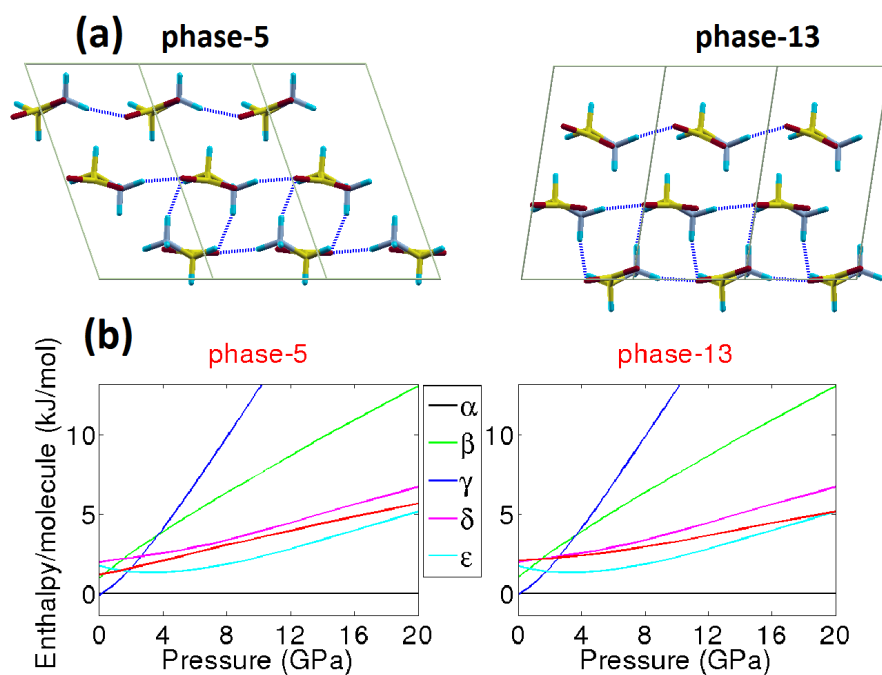 (a)
phase-5
phase-13
(b)
phase-5
phase-13
Enthalpy/molecule (kJ/mol)
10
5
0
0 4 8 12 16 20
Pressure (GPa)
α
β
γ
δ
ε
10
5
0
0 4 8 12 16 20
Pressure (GPa)